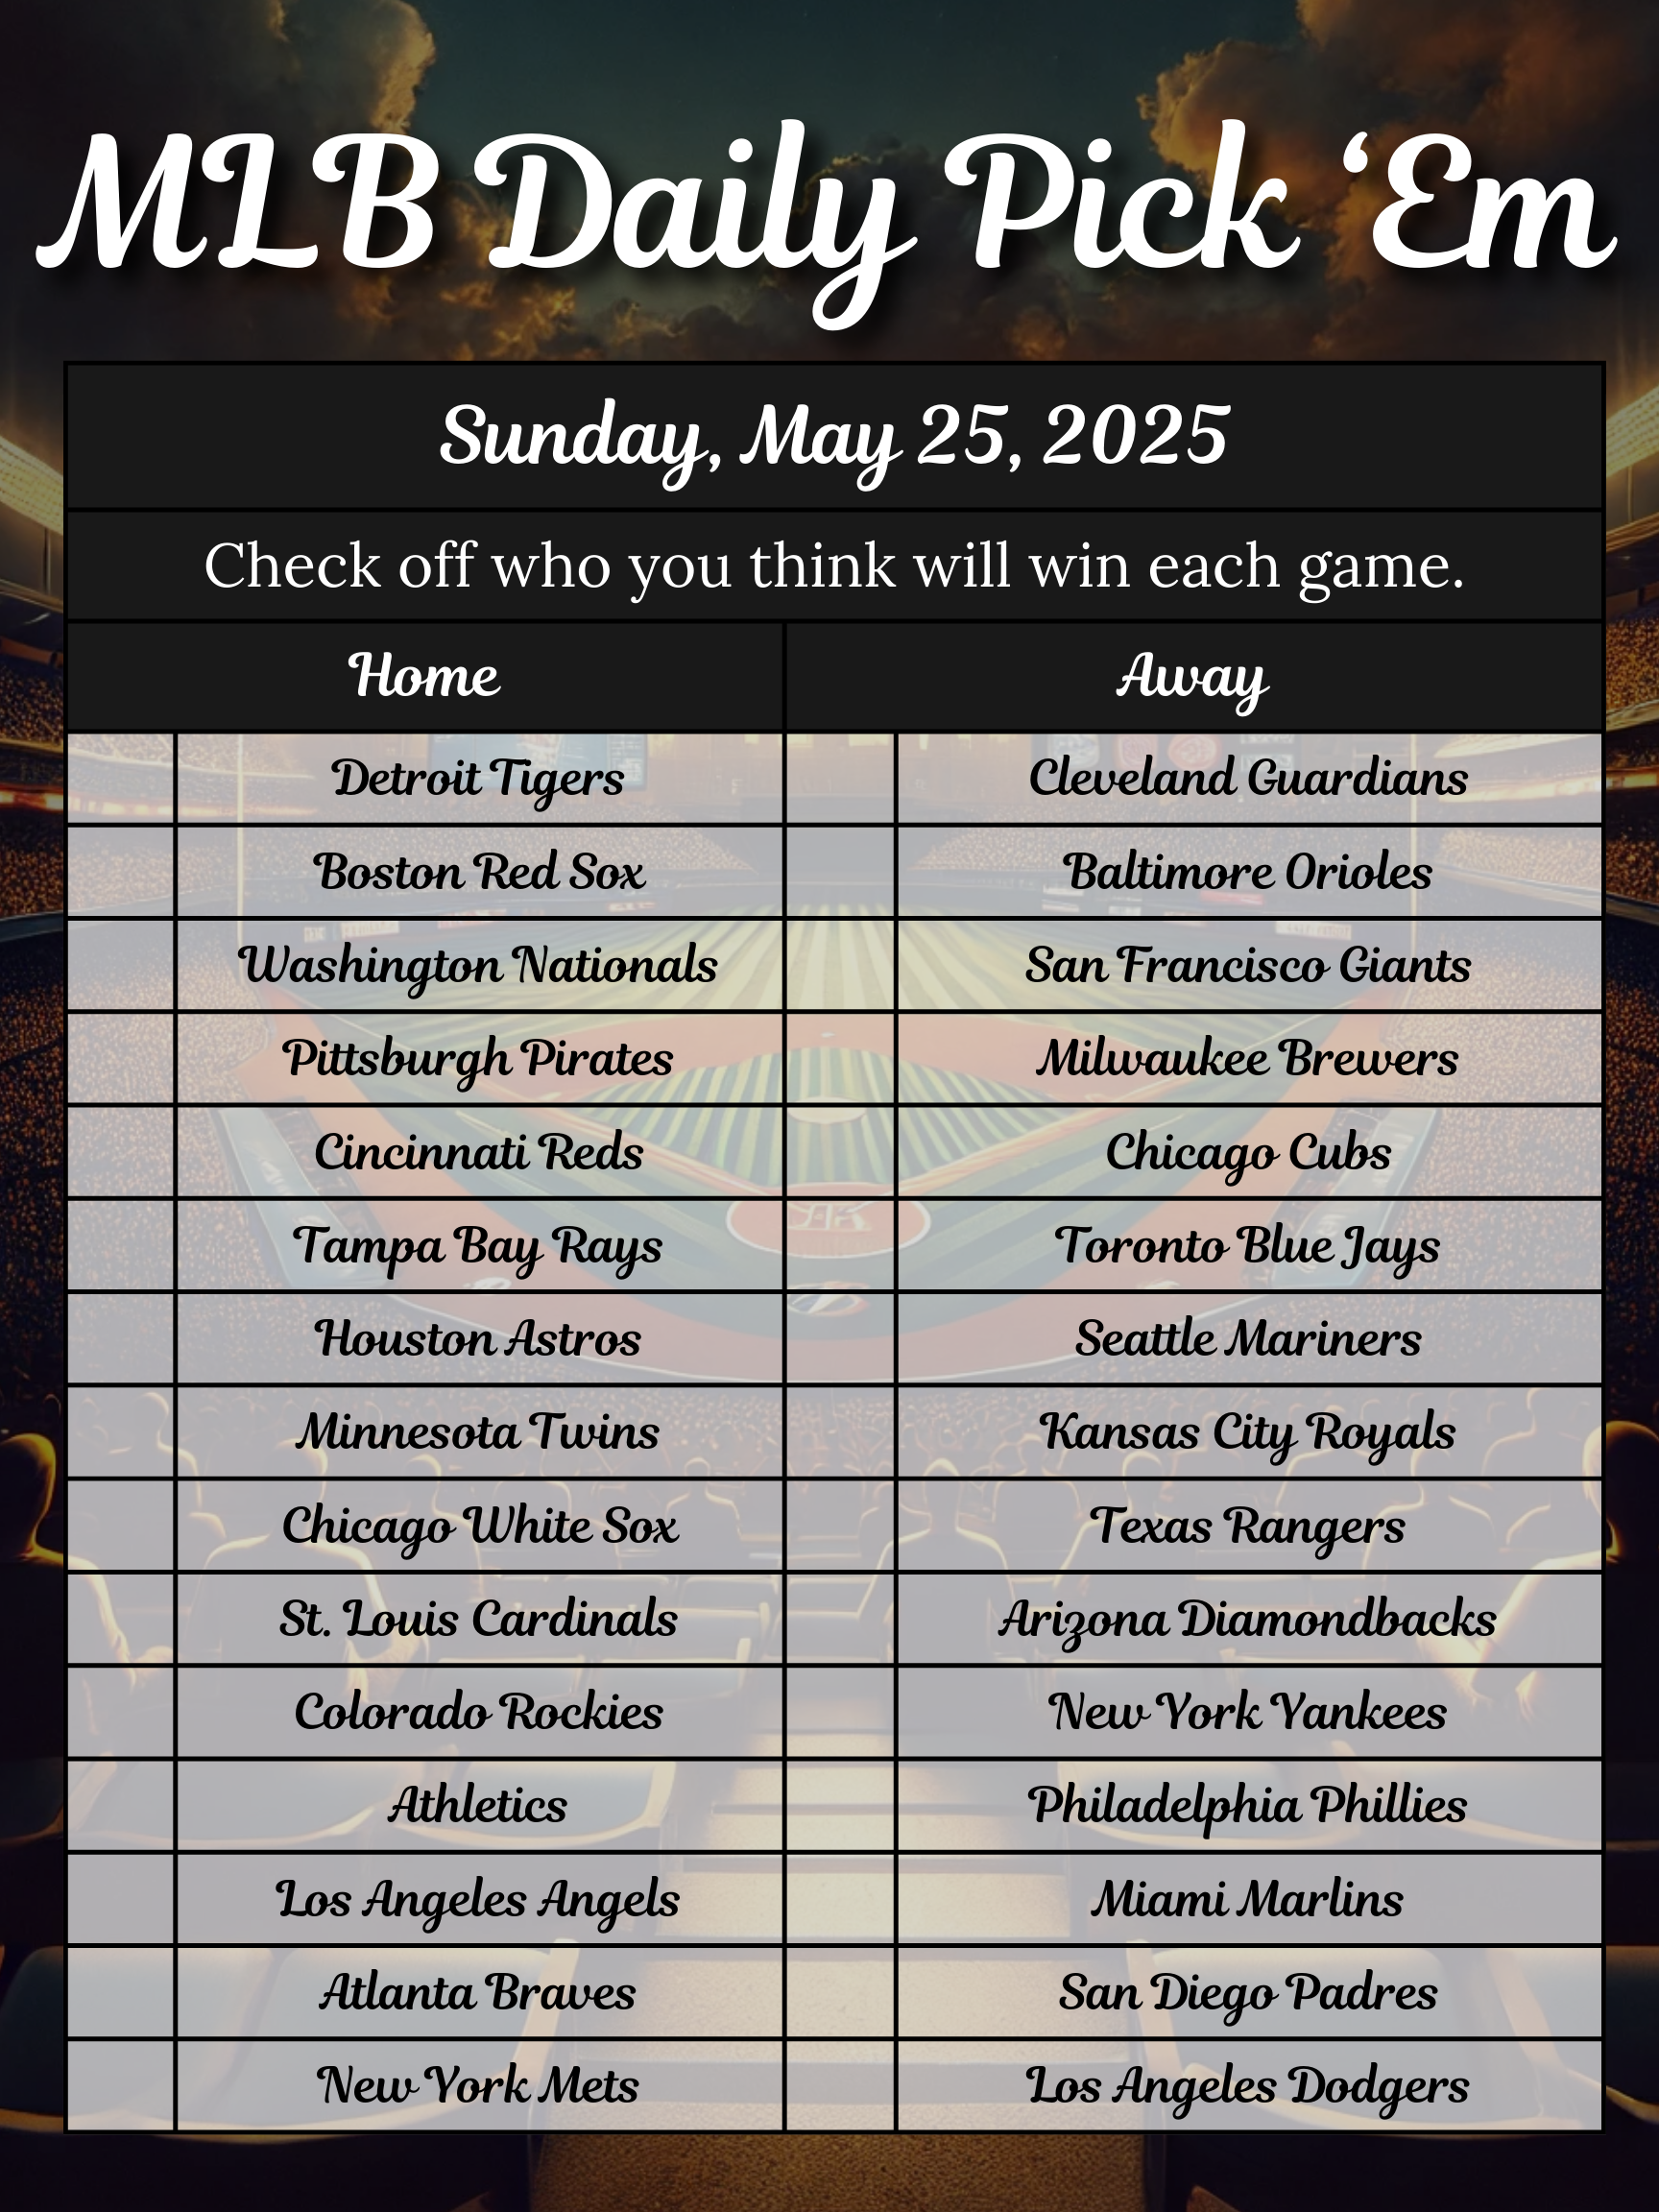 MLB Daily Pick ‘Em
Sunday, May 25, 2025
Check off who you think will win each game.
Home Away
Detroit Tigers Cleveland Guardians
Boston Red Sox Baltimore Orioles
Washington Nationals San Francisco Giants
Pittsburgh Pirates Milwaukee Brewers
Cincinnati Reds Chicago Cubs
Tampa Bay Rays Toronto Blue Jays
Houston Astros Seattle Mariners
Minnesota Twins Kansas City Royals
Chicago White Sox Texas Rangers
St. Louis Cardinals Arizona Diamondbacks
Colorado Rockies New York Yankees
Athletics Philadelphia Phillies
Los Angeles Angels Miami Marlins
Atlanta Braves San Diego Padres
New York Mets Los Angeles Dodgers